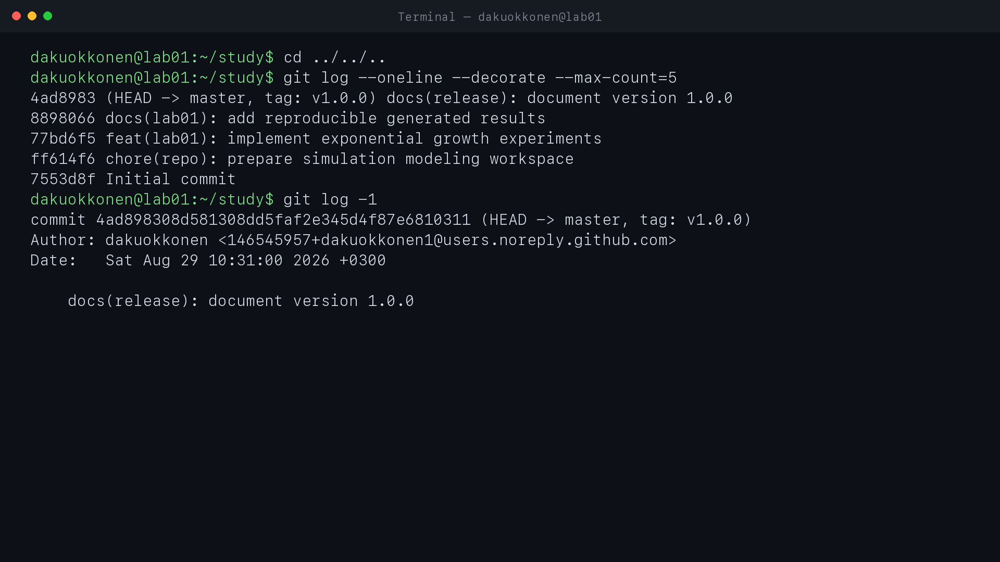 Terminal — dakuokkonen@lab01
dakuokkonen@lab01:~/study$ cd ../../..
dakuokkonen@lab01:~/study$ git log --oneline --decorate --max-count=5
4ad8983 (HEAD -> master, tag: v1.0.0) docs(release): document version 1.0.0
8898066 docs(lab01): add reproducible generated results
77bd6f5 feat(lab01): implement exponential growth experiments
ff614f6 chore(repo): prepare simulation modeling workspace
7553d8f Initial commit
dakuokkonen@lab01:~/study$ git log -1
commit 4ad898308d581308dd5faf2e345d4f87e6810311 (HEAD -> master, tag: v1.0.0)
Author: dakuokkonen <146545957+dakuokkonen1@users.noreply.github.com>
Date:   Sat Aug 29 10:31:00 2026 +0300
    docs(release): document version 1.0.0